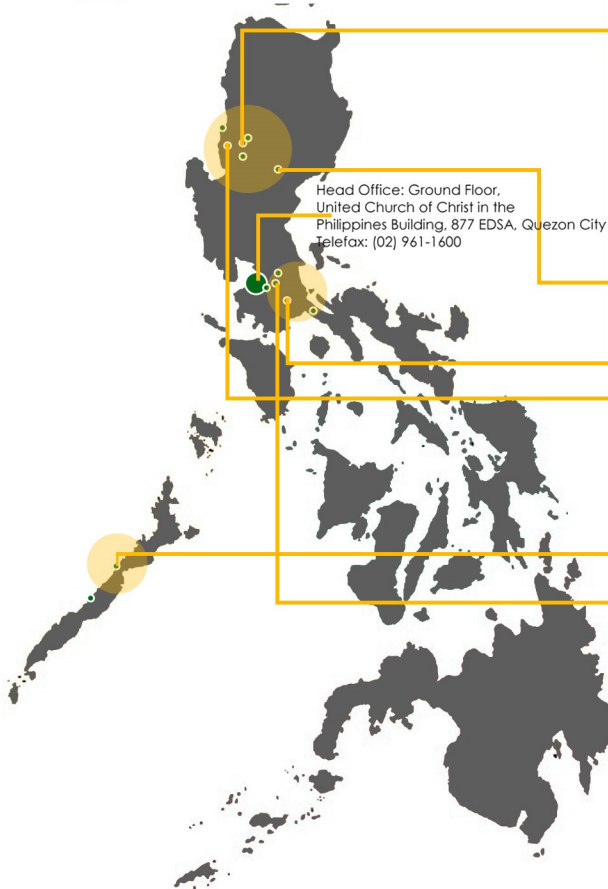 Head Office: Ground Floor,
United Church of Christ in the
Philippines Building, 877 EDSA, Quezon City
Telefax: (02) 961-1600